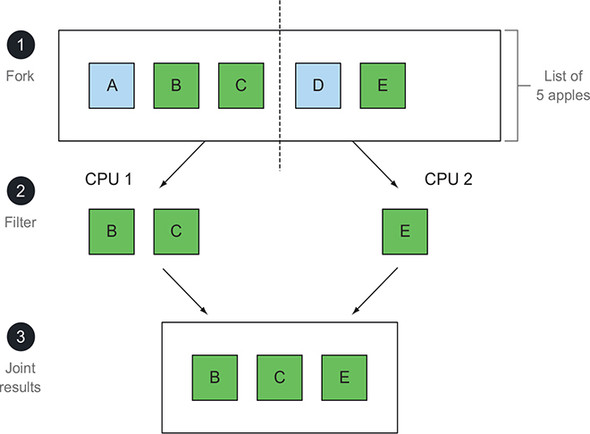 1
Fork
A
B
C
D
E
List of
5 apples
CPU 1
CPU 2
2
Filter
B
C
E
3
Joint
results
B
C
E